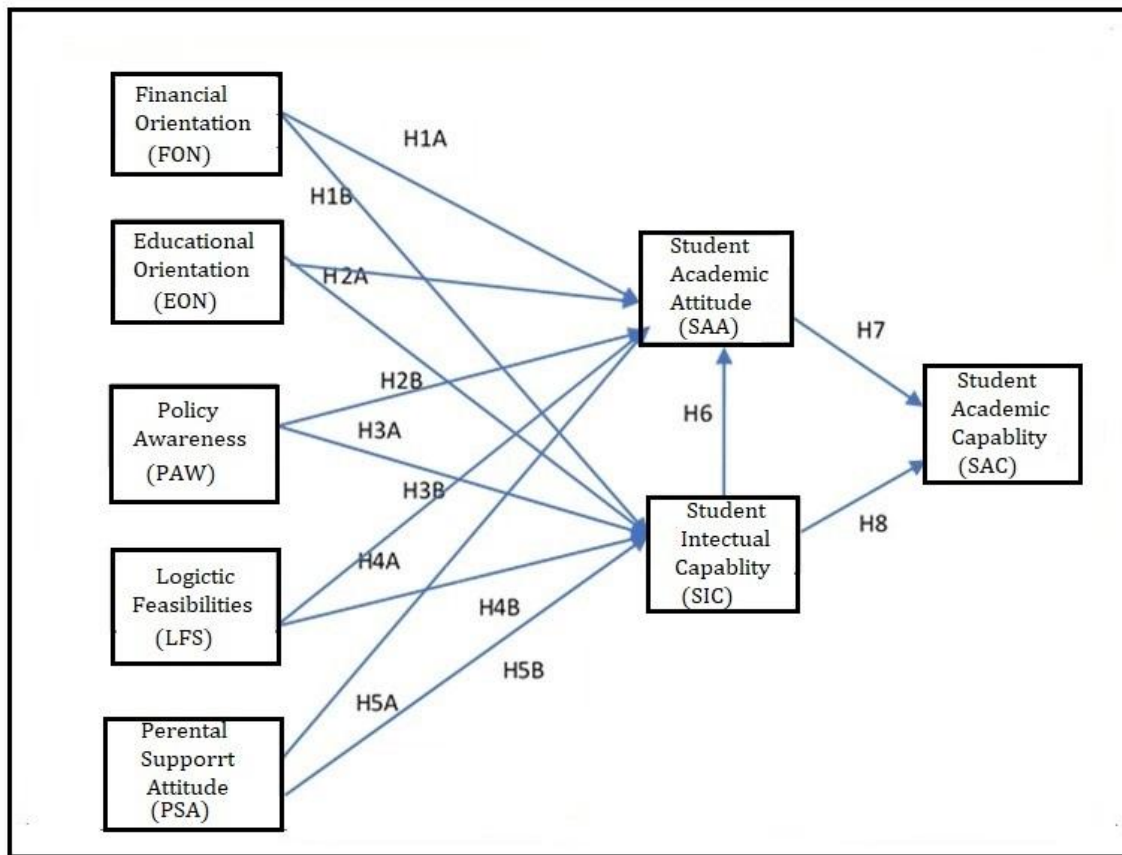 Financial
Orientation
(FON)
H1A
H1B
Educational
Orientation
(EON)
H2A
Student
Academic
Attitude
(SAA)
H7
Policy
Awareness
(PAW)
H2B
H3A
H6
Student
Academic
Capablity
(SAC)
H3B
Student
Intectual
Capablity
(SIC)
H8
Logictic
Feasibilities
(LFS)
H4A
H4B
H5B
H5A
Perental
Supporrt
Attitude
(PSA)